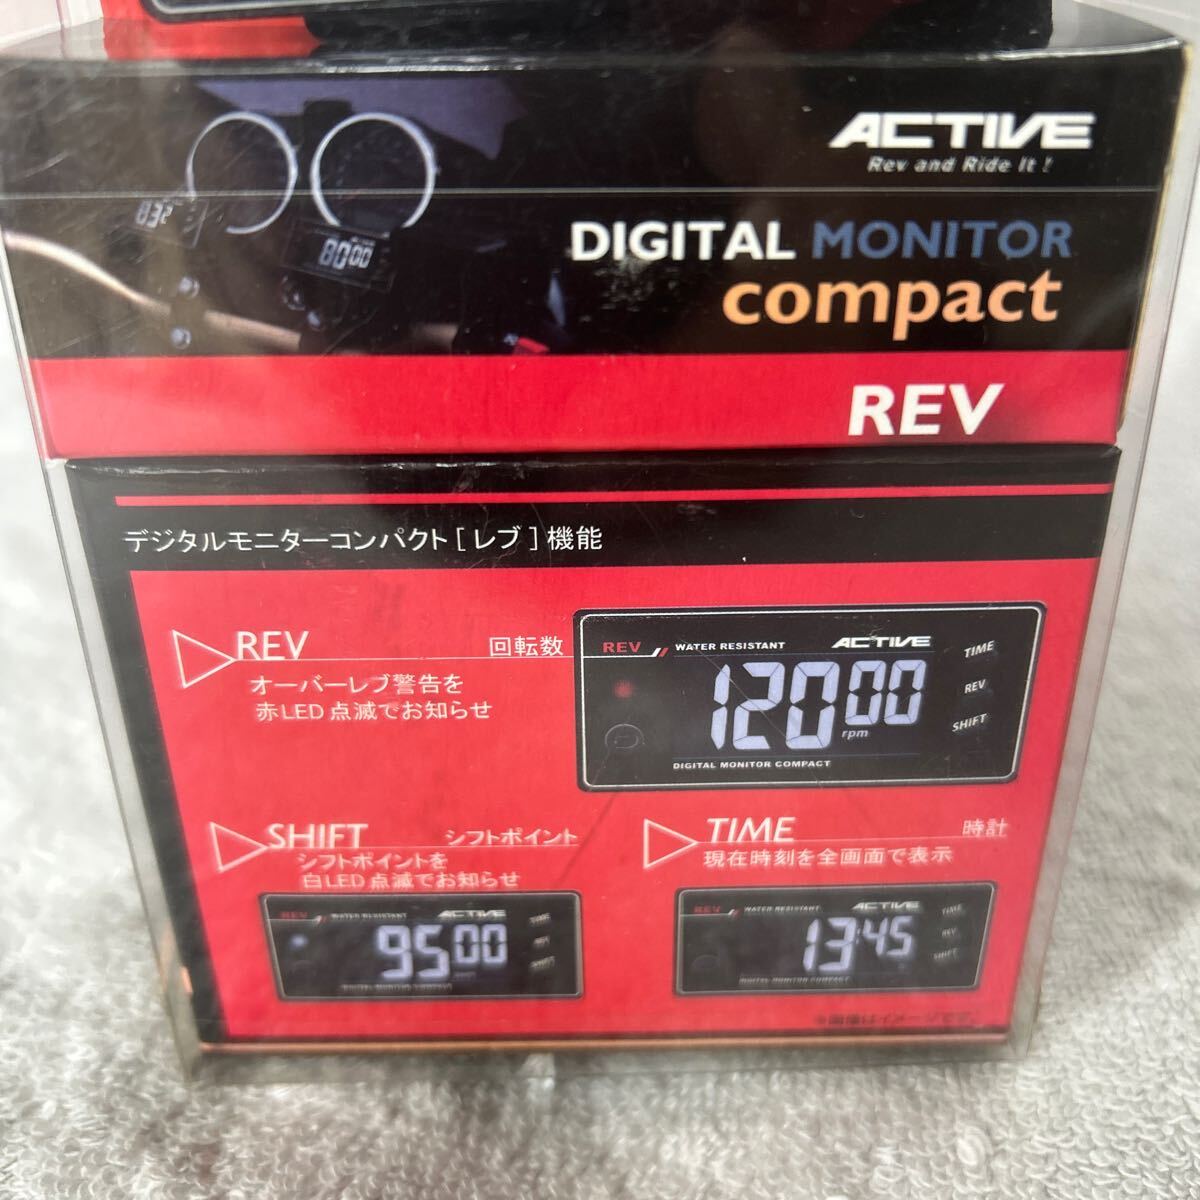 ACTIVE
Rev and Ride It !
832
8000
DIGITAL MONITOR
compact
REV
デジタルモニターコンパクト [ レブ ] 機能
REV 回転数
オーバーレブ警告を
赤LED 点滅でお知らせ
REV WATER RESISTANT ACTIVE
TIME
REV
SHIFT
12000
rpm
DIGITAL MONITOR COMPACT
SHIFT シフトポイント
シフトポイントを
白LED 点滅でお知らせ
REV WATER RESISTANT ACTIVE
TIME
REV
SHIFT
9500
DIGITAL MONITOR COMPACT
TIME 時計
現在時刻を全画面で表示
REV WATER RESISTANT ACTIVE
TIME
REV
SHIFT
13:45
DIGITAL MONITOR COMPACT